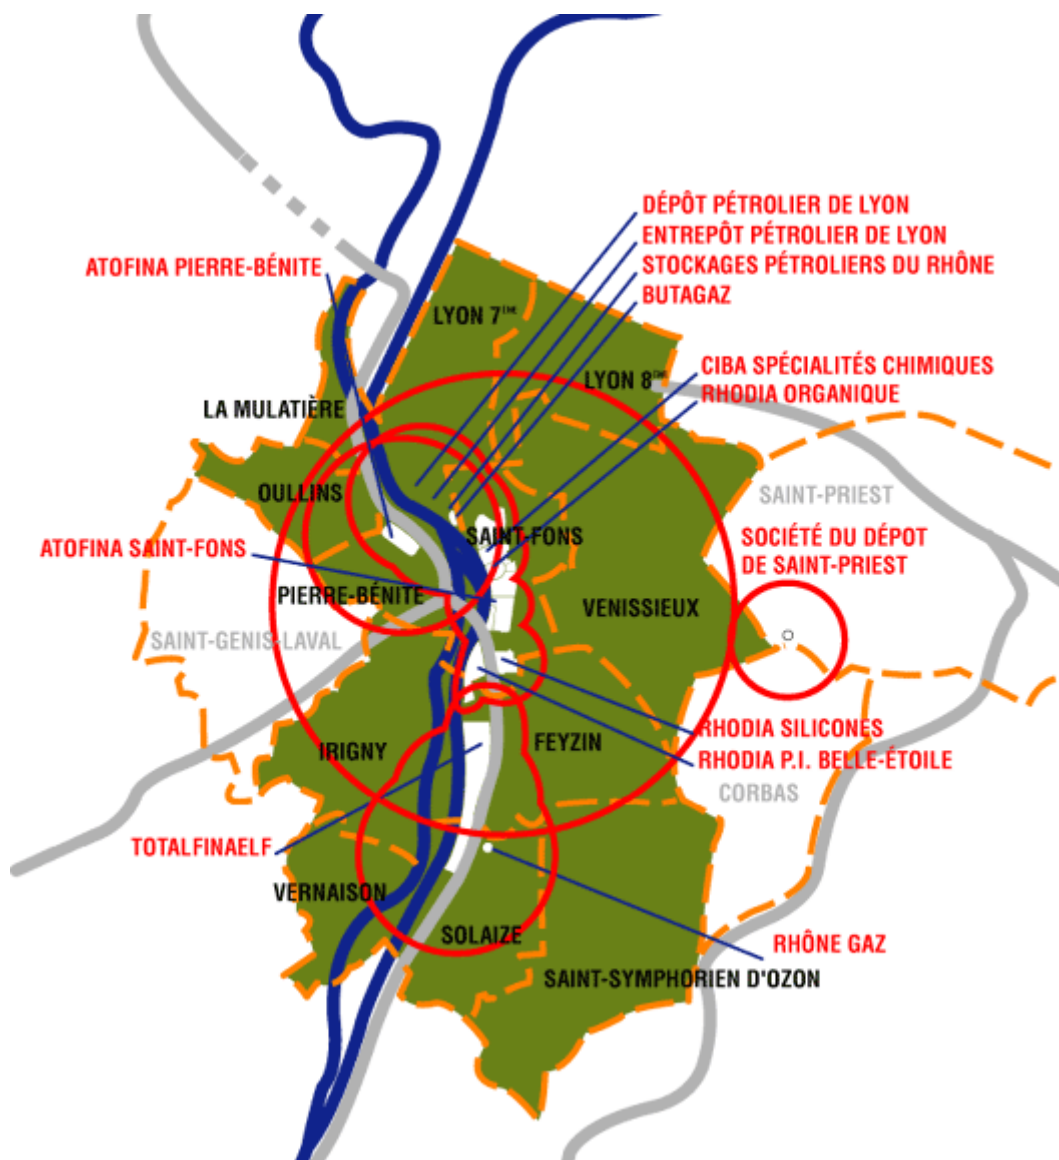 DÉPÔT PÉTROLIER DE LYON
ENTREPÔT PÉTROLIER DE LYON
STOCKAGES PÉTROLIERS DU RHÔNE
BUTAGAZ
ATOFINA PIERRE-BÉNITE
LYON 7ÈME
LYON 8ÈME
CIBA SPÉCIALITÉS CHIMIQUES
RHODIA ORGANIQUE
LA MULATIÈRE
OULLINS
SAINT-PRIEST
SAINT-FONS
SOCIÉTÉ DU DÉPOT
DE SAINT-PRIEST
ATOFINA SAINT-FONS
PIERRE-BÉNITE
VENISSIEUX
SAINT-GENIS-LAVAL
RHODIA SILICONES
IRIGNY
FEYZIN
RHODIA P.I. BELLE-ÉTOILE
CORBAS
TOTALFINAELF
VERNAISON
SOLAIZE
RHÔNE GAZ
SAINT-SYMPHORIEN D'OZON